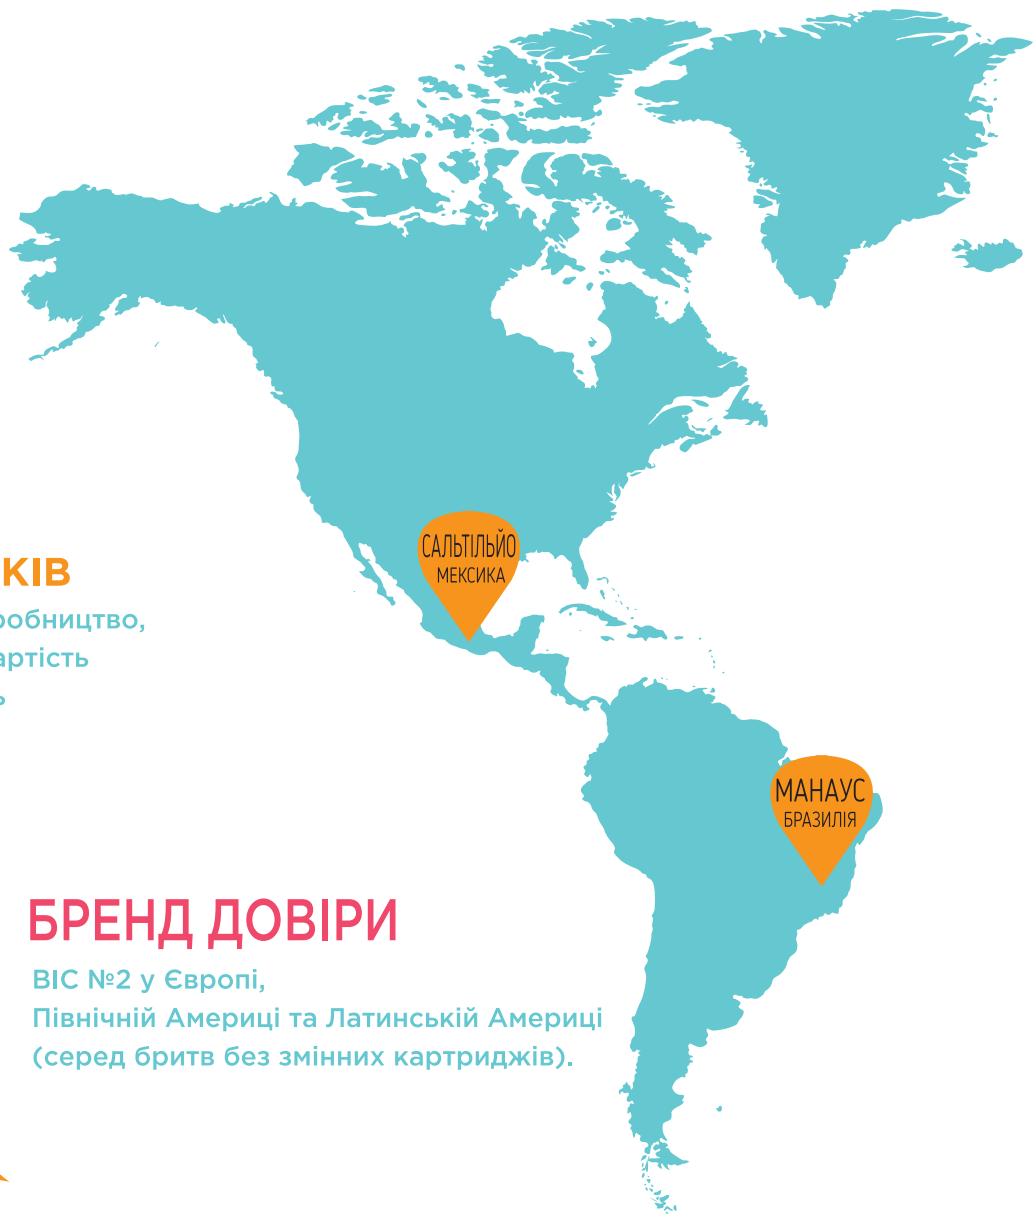 САЛЬТІЛЬЙО
МЕКСИКА
КІВ
робництво,
артість
ь
МАНАУС
БРАЗИЛІЯ
БРЕНД ДОВІРИ
BIC №2 у Європі,
Північній Америці та Латинській Америці
(серед бритв без змінних картриджів).